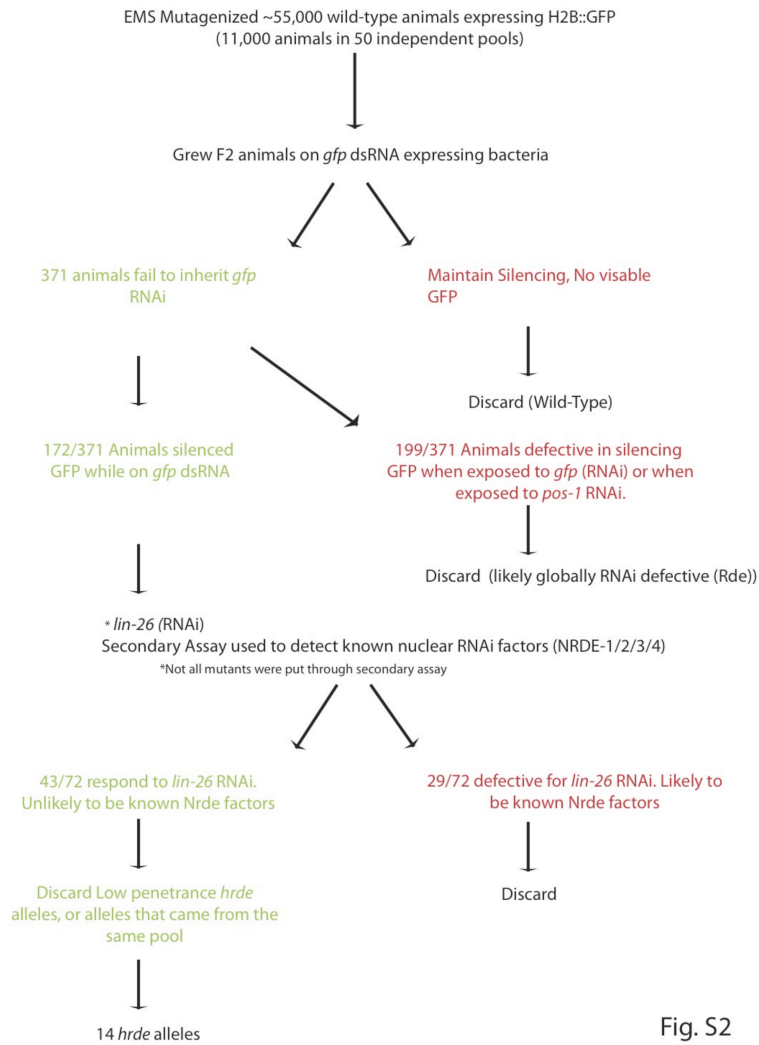 EMS Mutagenized ~55,000 wild-type animals expressing H2B::GFP
(11,000 animals in 50 independent pools)
Grew F2 animals on gfp dsRNA expressing bacteria
371 animals fail to inherit gfp
RNAi
Maintain Silencing, No visable
GFP
Discard (Wild-Type)
172/371 Animals silenced
GFP while on gfp dsRNA
199/371 Animals defective in silencing
GFP when exposed to gfp (RNAi) or when
exposed to pos-1 RNAi.
Discard (likely globally RNAi defective (Rde))
* lin-26 (RNAi)
Secondary Assay used to detect known nuclear RNAi factors (NRDE-1/2/3/4)
*Not all mutants were put through secondary assay
43/72 respond to lin-26 RNAi.
Unlikely to be known Nrde factors
29/72 defective for lin-26 RNAi. Likely to
be known Nrde factors
Discard Low penetrance hrde
alleles, or alleles that came from the
same pool
Discard
14 hrde alleles
Fig. S2